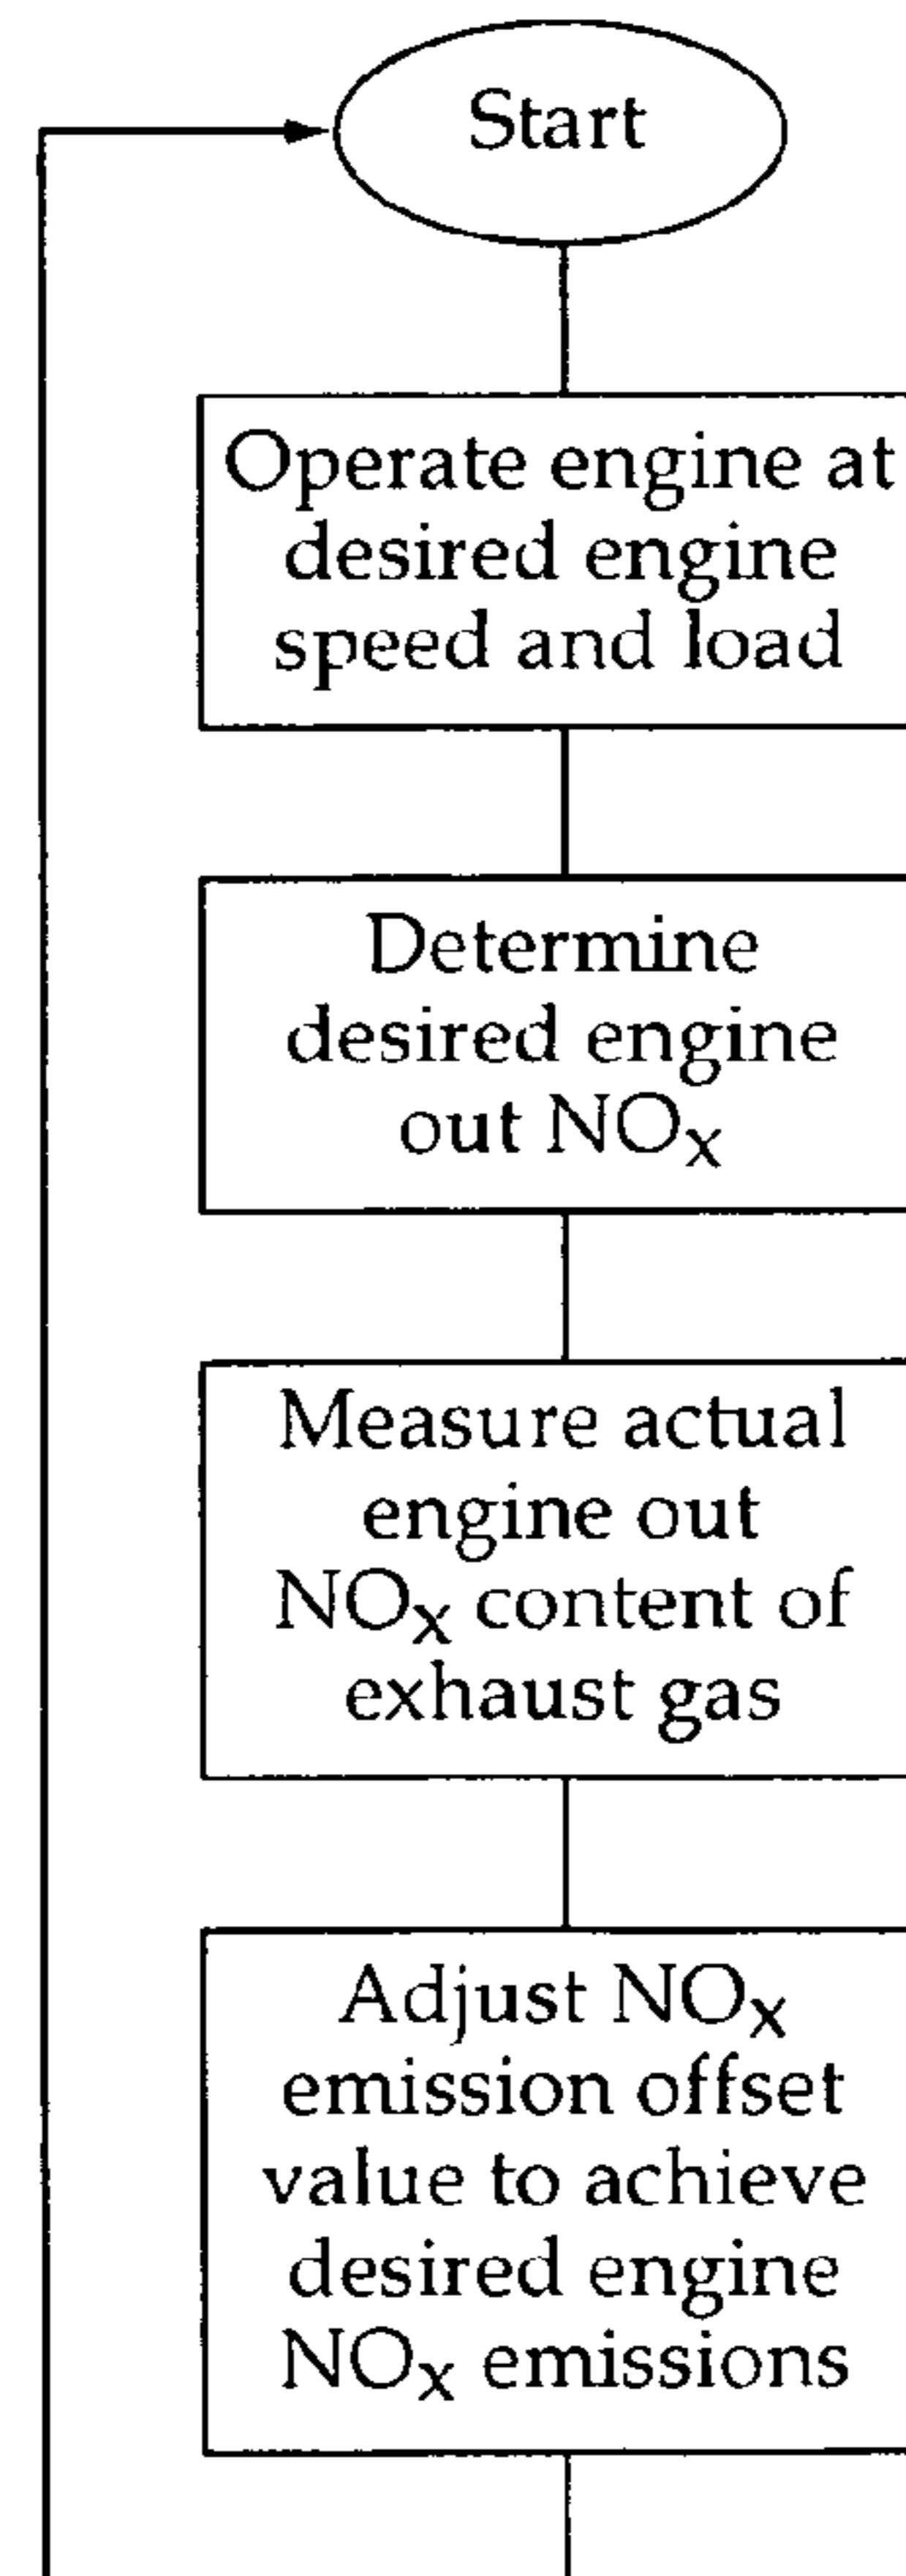 Start
Operate engine at
desired engine
speed and load
Determine
desired engine
out NOx
Measure actual
engine out
NOx content of
exhaust gas
Adjust NOx
emission offset
value to achieve
desired engine
NOx emissions